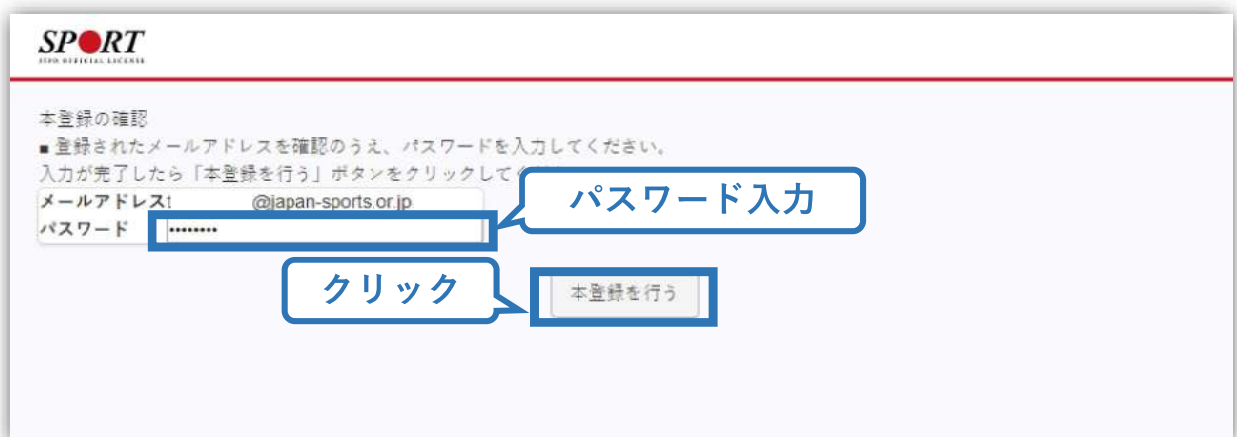 SPORT
JSPO OFFICIAL LICENSE
本登録の確認
■ 登録されたメールアドレスを確認のうえ、パスワードを入力してください。
入力が完了したら「本登録を行う」ボタンをクリックして
パスワード入力
メールアドレス @japan-sports.or.jp
パスワード ••••••••
クリック
本登録を行う